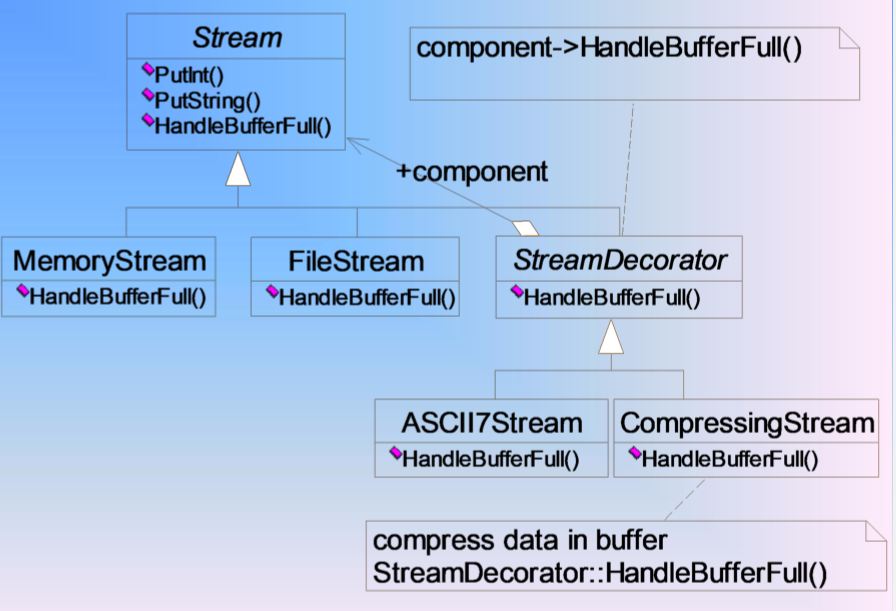 Stream
PutInt()
PutString()
HandleBufferFull()
component->HandleBufferFull()
+component
MemoryStream
HandleBufferFull()
FileStream
HandleBufferFull()
StreamDecorator
HandleBufferFull()
ASCII7Stream
HandleBufferFull()
CompressingStream
HandleBufferFull()
compress data in buffer
StreamDecorator::HandleBufferFull()